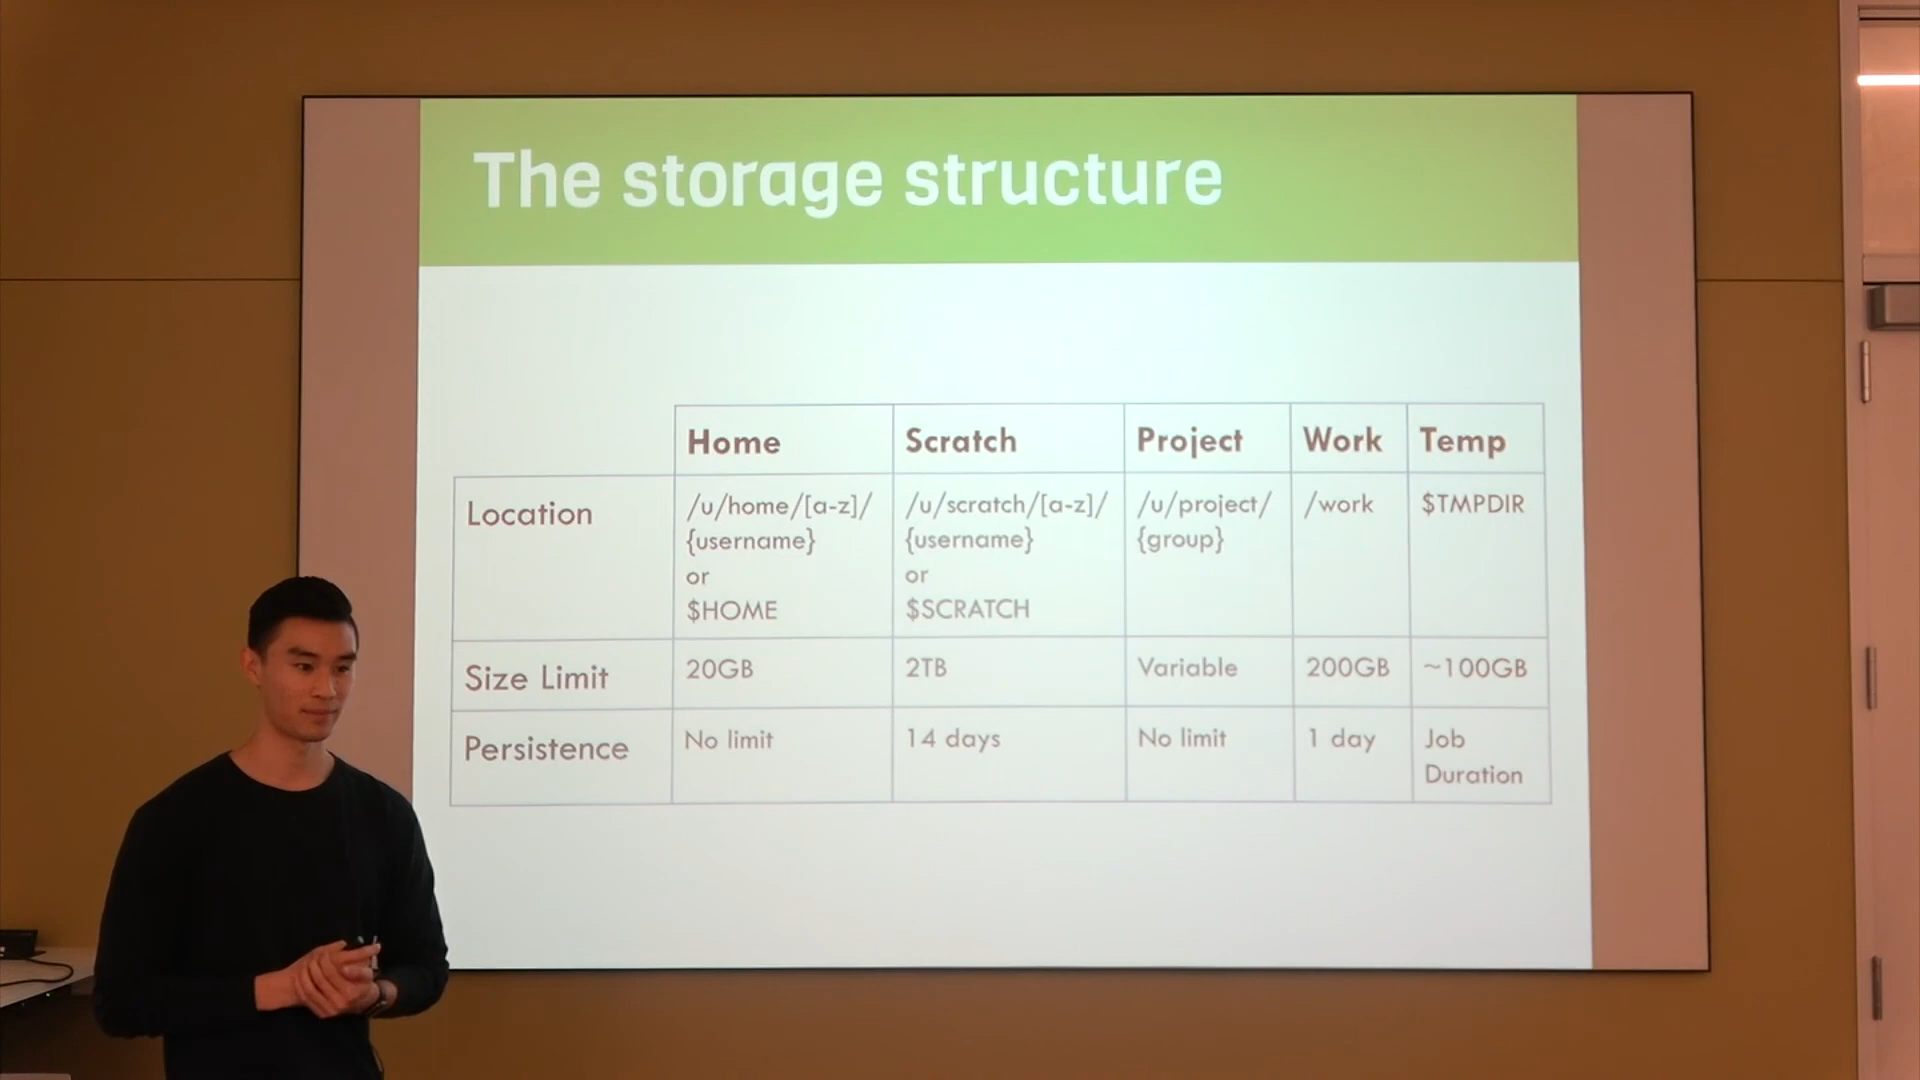 The storage structure
Home Scratch Project Work Temp
Location /u/home/[a-z]/ /u/scratch/[a-z]/ /u/project/ /work $TMPDIR
{username} {username} {group}
or or
$HOME $SCRATCH
Size Limit 20GB 2TB Variable 200GB ~100GB
Persistence No limit 14 days No limit 1 day Job
Duration